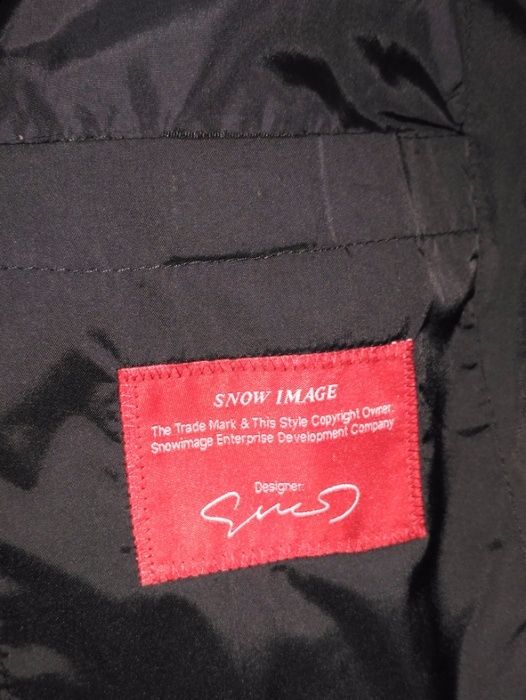 SNOW IMAGE
The Trade Mark & This Style Copyright Owner:
Snowimage Enterprise Development Company
Designer: